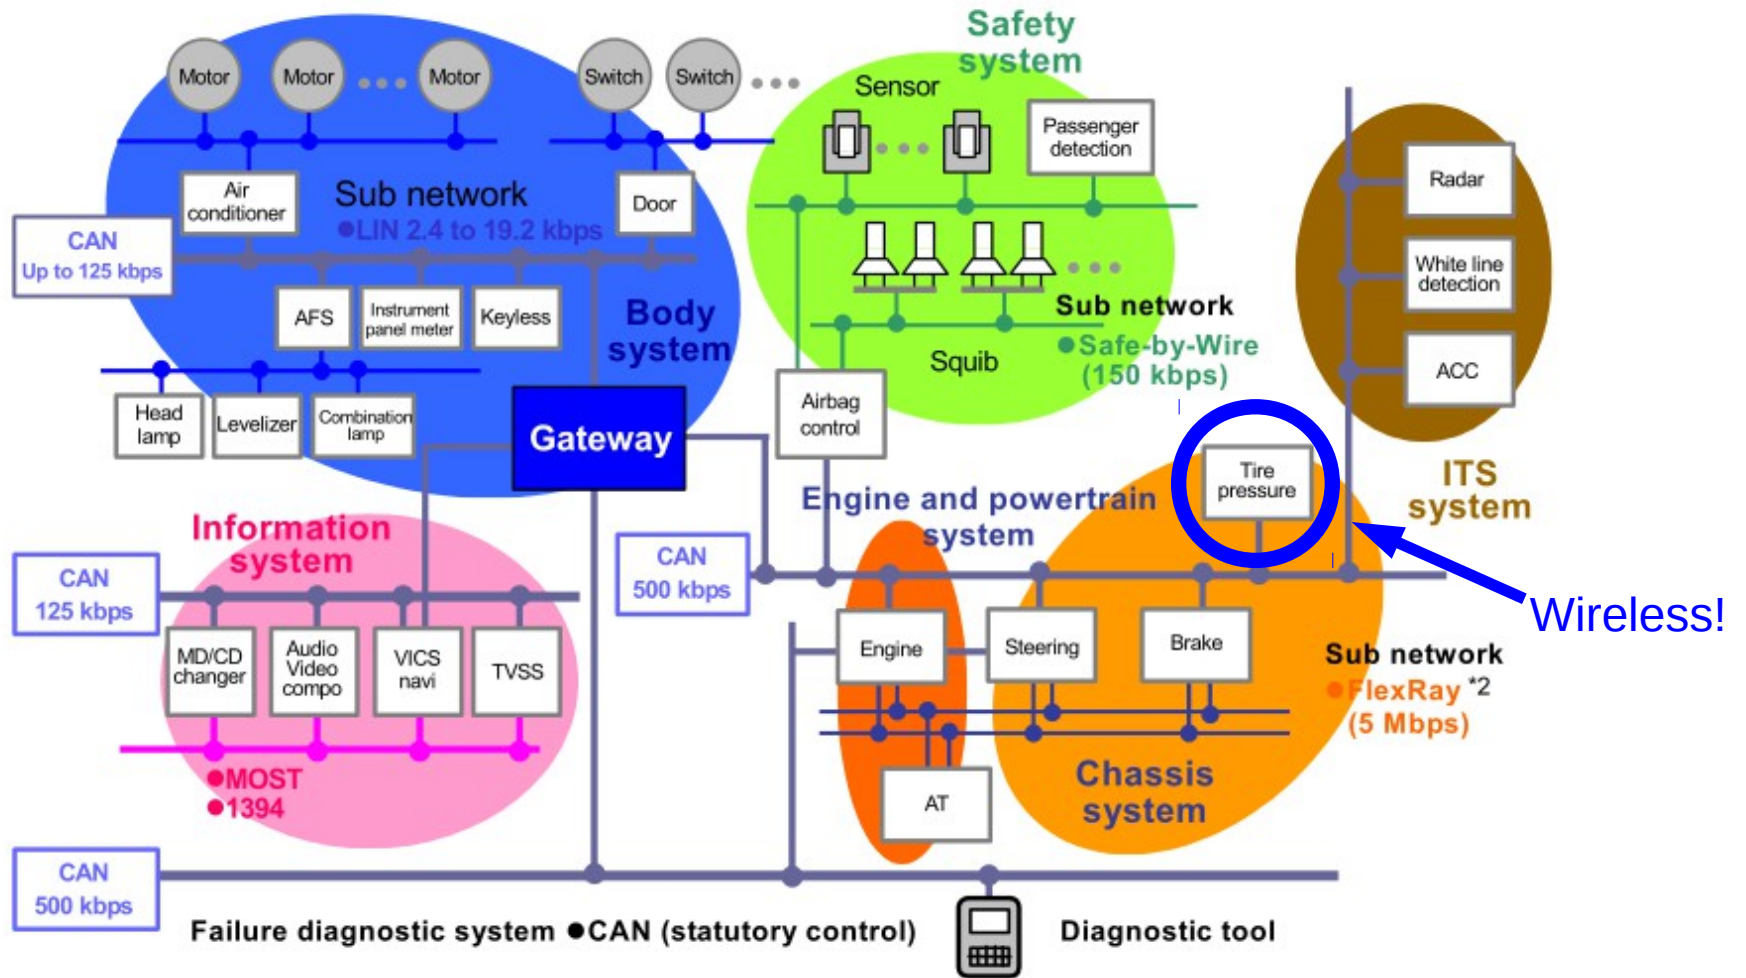 Safety
system
Motor
Motor
Motor
Switch
Switch
Sensor
Passenger
detection
Air
conditioner
Sub network
●LIN 2.4 to 19.2 kbps
Door
Radar
CAN
Up to 125 kbps
White line
detection
AFS
Instrument
panel meter
Keyless
Body
system
Sub network
●Safe-by-Wire
(150 kbps)
Squib
ACC
Head
lamp
Levelizer
Combination
lamp
Gateway
Airbag
control
Tire
pressure
ITS
system
Engine and powertrain
system
Information
system
CAN
125 kbps
CAN
500 kbps
Wireless!
MD/CD
changer
Audio
Video
compo
VICS
navi
TVSS
Engine
Steering
Brake
Sub network
●FlexRay *2
(5 Mbps)
●MOST
●1394
AT
Chassis
system
CAN
500 kbps
Failure diagnostic system ●CAN (statutory control)
Diagnostic tool